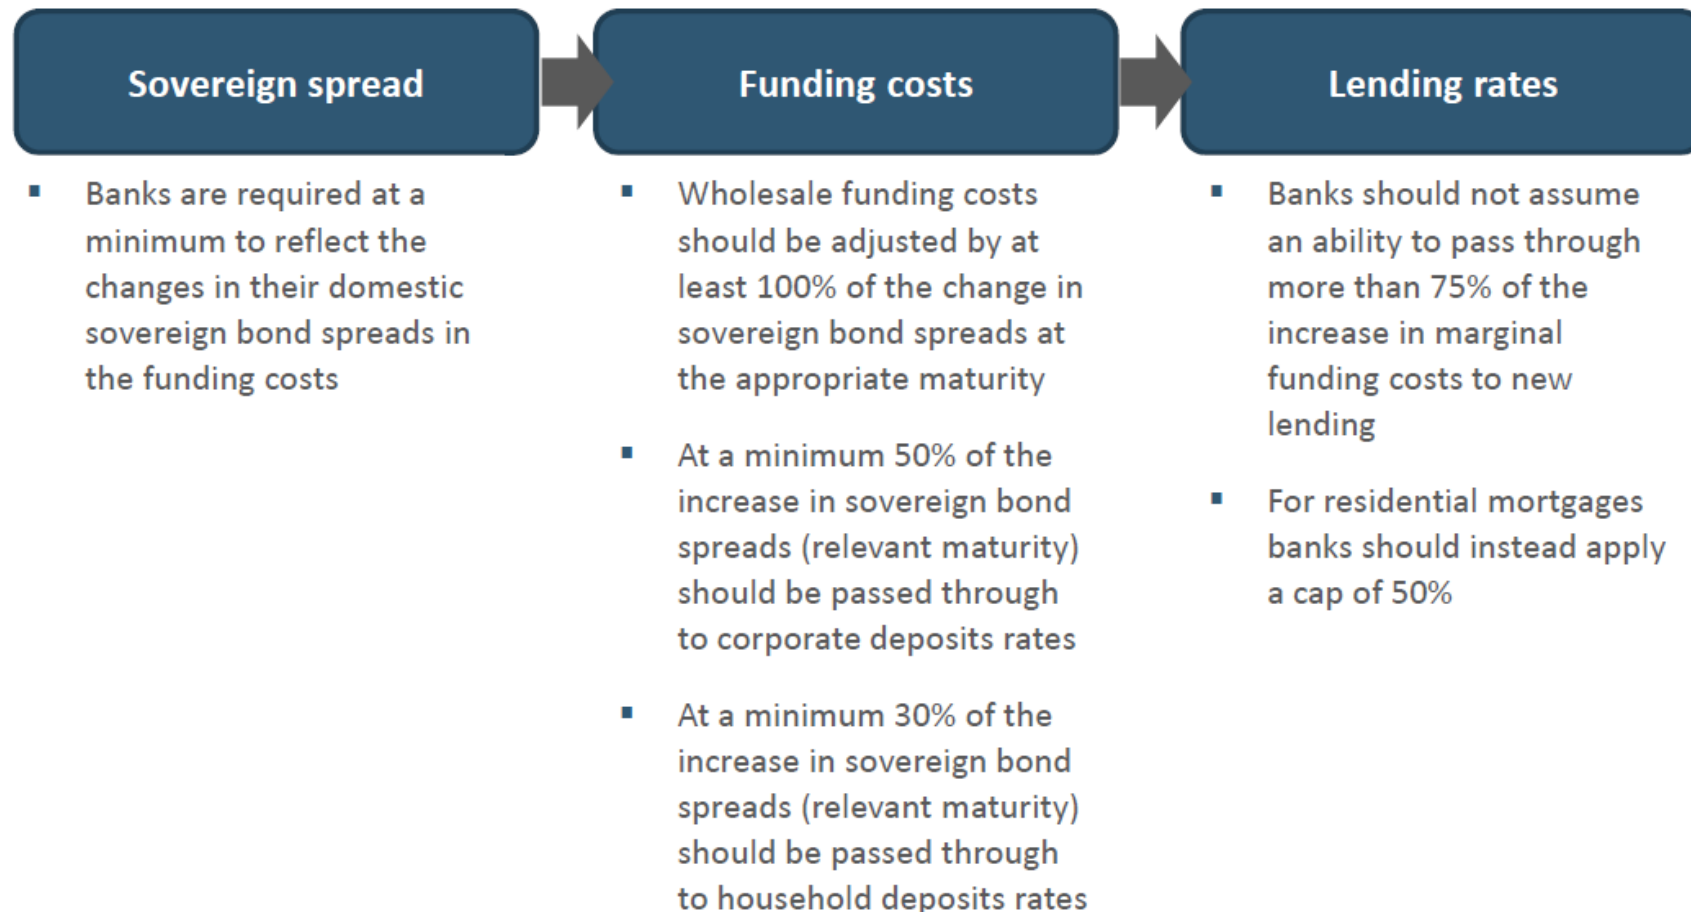 Sovereign spread
▪ Banks are required at a
minimum to reflect the
changes in their domestic
sovereign bond spreads in
the funding costs
Funding costs
▪ Wholesale funding costs
should be adjusted by at
least 100% of the change in
sovereign bond spreads at
the appropriate maturity
▪ At a minimum 50% of the
increase in sovereign bond
spreads (relevant maturity)
should be passed through
to corporate deposits rates
▪ At a minimum 30% of the
increase in sovereign bond
spreads (relevant maturity)
should be passed through
to household deposits rates
Lending rates
▪ Banks should not assume
an ability to pass through
more than 75% of the
increase in marginal
funding costs to new
lending
▪ For residential mortgages
banks should instead apply
a cap of 50%